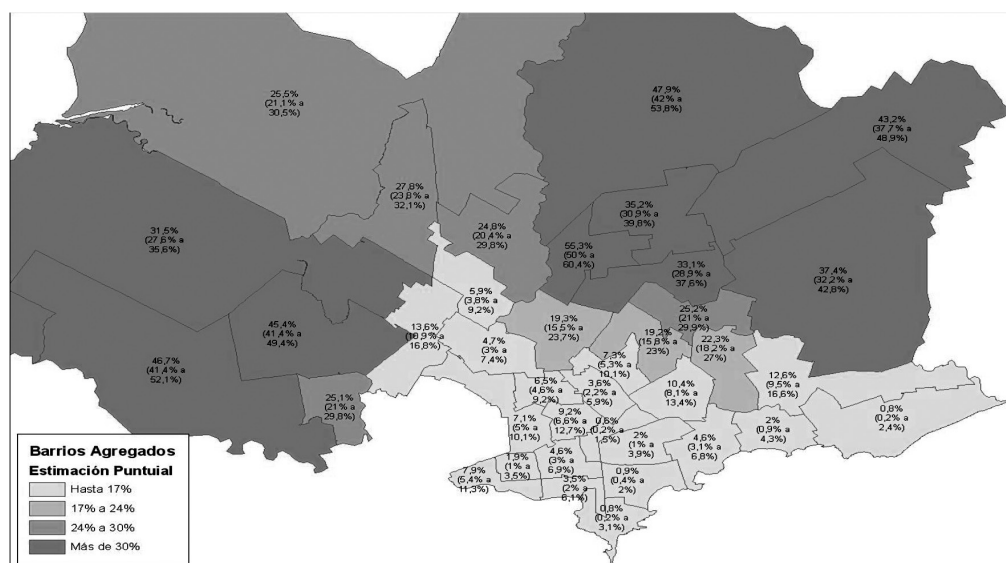 25,5%
(21,1% a
30,5%)
47,9%
(42% a
53,8%)
43,2%
(37,7% a
48,9%)
27,8%
(23,8% a
32,1%)
24,8%
(20,4% a
29,8%)
35,2%
(30,9% a
39,8%)
31,5%
(27,6% a
35,6%)
55,3%
(50% a
60,4%)
33,1%
(28,9% a
37,6%)
37,4%
(32,2% a
42,8%)
5,9%
(3,8% a
9,2%)
25,2%
(21% a
29,9%)
13,6%
(10,9% a
16,8%)
19,3%
(15,5% a
23,7%)
19,2%
(15,8% a
23%)
22,3%
(18,2% a
27%)
45,4%
(41,4% a
49,4%)
4,7%
(3% a
7,4%)
46,7%
(41,4% a
52,1%)
7,3%
(5,3% a
10,1%)
12,6%
(9,5% a
16,6%)
6,5%
(4,6% a
9,2%)
3,6%
(2,2% a
5,9%)
10,4%
(8,1% a
13,4%)
25,1%
(21% a
29,8%)
7,1%
(5% a
10,1%)
9,2%
(6,6% a
12,7%)
0,6%
(0,2% a
1,5%)
2%
(1% a
3,9%)
4,6%
(3,1% a
6,8%)
2%
(0,9% a
4,3%)
0,8%
(0,2% a
2,4%)
1,9%
(1% a
3,5%)
4,6%
(3% a
6,9%)
7,9%
(5,4% a
11,3%)
3,5%
(2% a
6,1%)
0,9%
(0,4% a
2%)
0,8%
(0,2% a
3,1%)
Barrios Agregados
Estimación Puntuial
Hasta 17%
17% a 24%
24% a 30%
Más de 30%